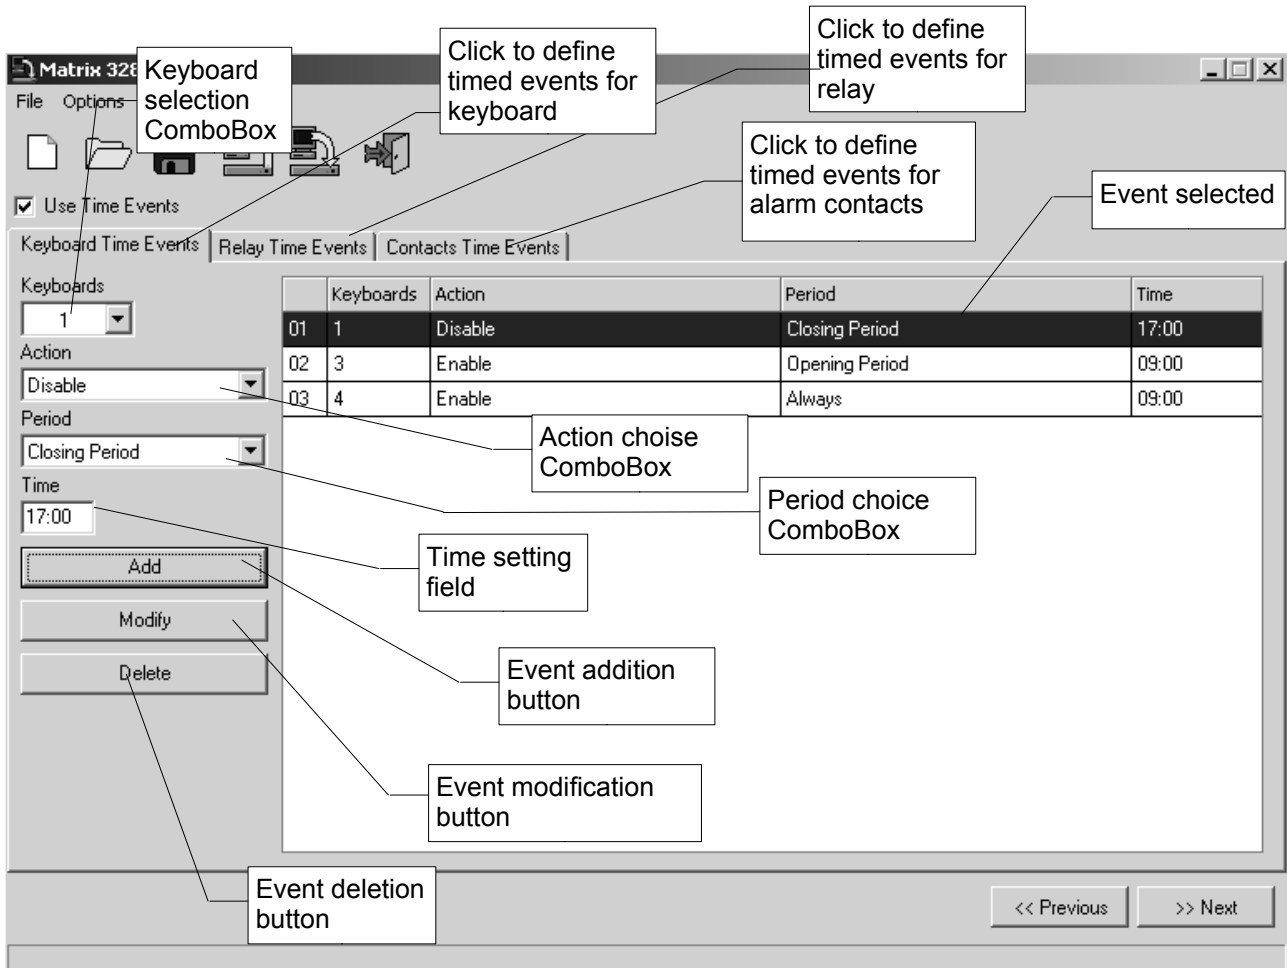 Matrix 328
Keyboard
selection
ComboBox
Click to define
timed events for
keyboard
Click to define
timed events for
relay
File Options
Click to define
timed events for
alarm contacts
Event selected
Use Time Events
Keyboard Time Events Relay Time Events Contacts Time Events
Keyboards
1
Keyboards Action Period Time
01 1 Disable Closing Period 17:00
02 3 Enable Opening Period 09:00
03 4 Enable Always 09:00
Action
Disable
Period
Closing Period
Time
17:00
Action choise
ComboBox
Period choice
ComboBox
Time setting
field
Add
Modify
Delete
Event addition
button
Event modification
button
Event deletion
button
<< Previous >> Next